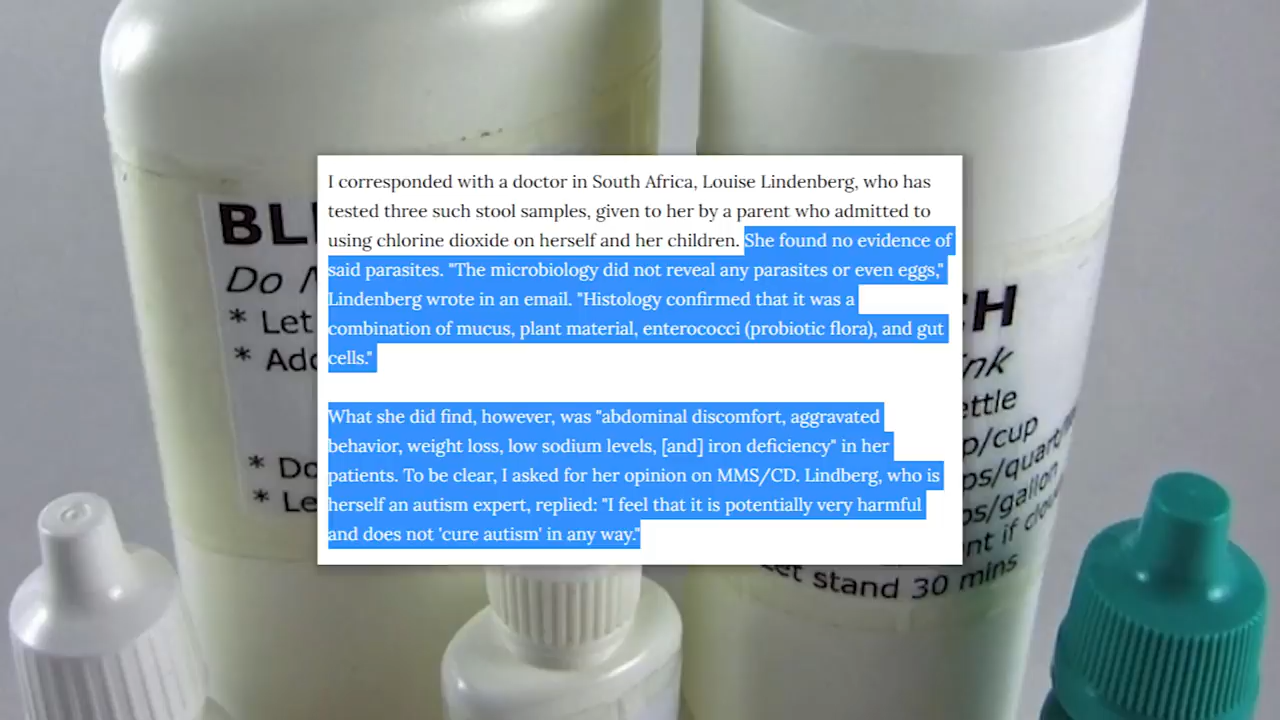 I corresponded with a doctor in South Africa, Louise Lindenberg, who has
tested three such stool samples, given to her by a parent who admitted to
using chlorine dioxide on herself and her children. She found no evidence of
said parasites. "The microbiology did not reveal any parasites or even eggs,"
Lindenberg wrote in an email. "Histology confirmed that it was a
combination of mucus, plant material, enterococci (probiotic flora), and gut
cells."
What she did find, however, was "abdominal discomfort, aggravated
behavior, weight loss, low sodium levels, [and] iron deficiency" in her
patients. To be clear, I asked for her opinion on MMS/CD. Lindberg, who is
herself an autism expert, replied: "I feel that it is potentially very harmful
and does not 'cure autism' in any way."
BL
Do
* Let
* Add
* Do
* Le
CH
ink
ettle
p/cup
ps/quart
ps/gallon
nt if clou
et stand 30 mins